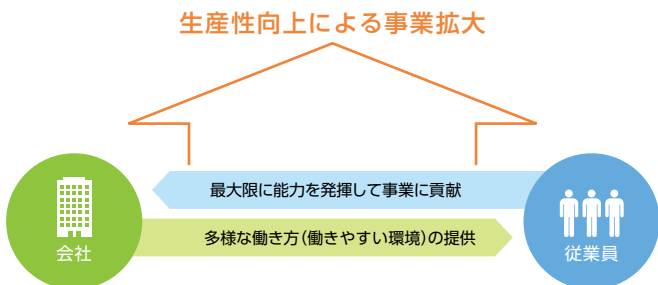 生産性向上による事業拡大
最大限に能力を発揮して事業に貢献
多様な働き方(働きやすい環境)の提供
会社
従業員